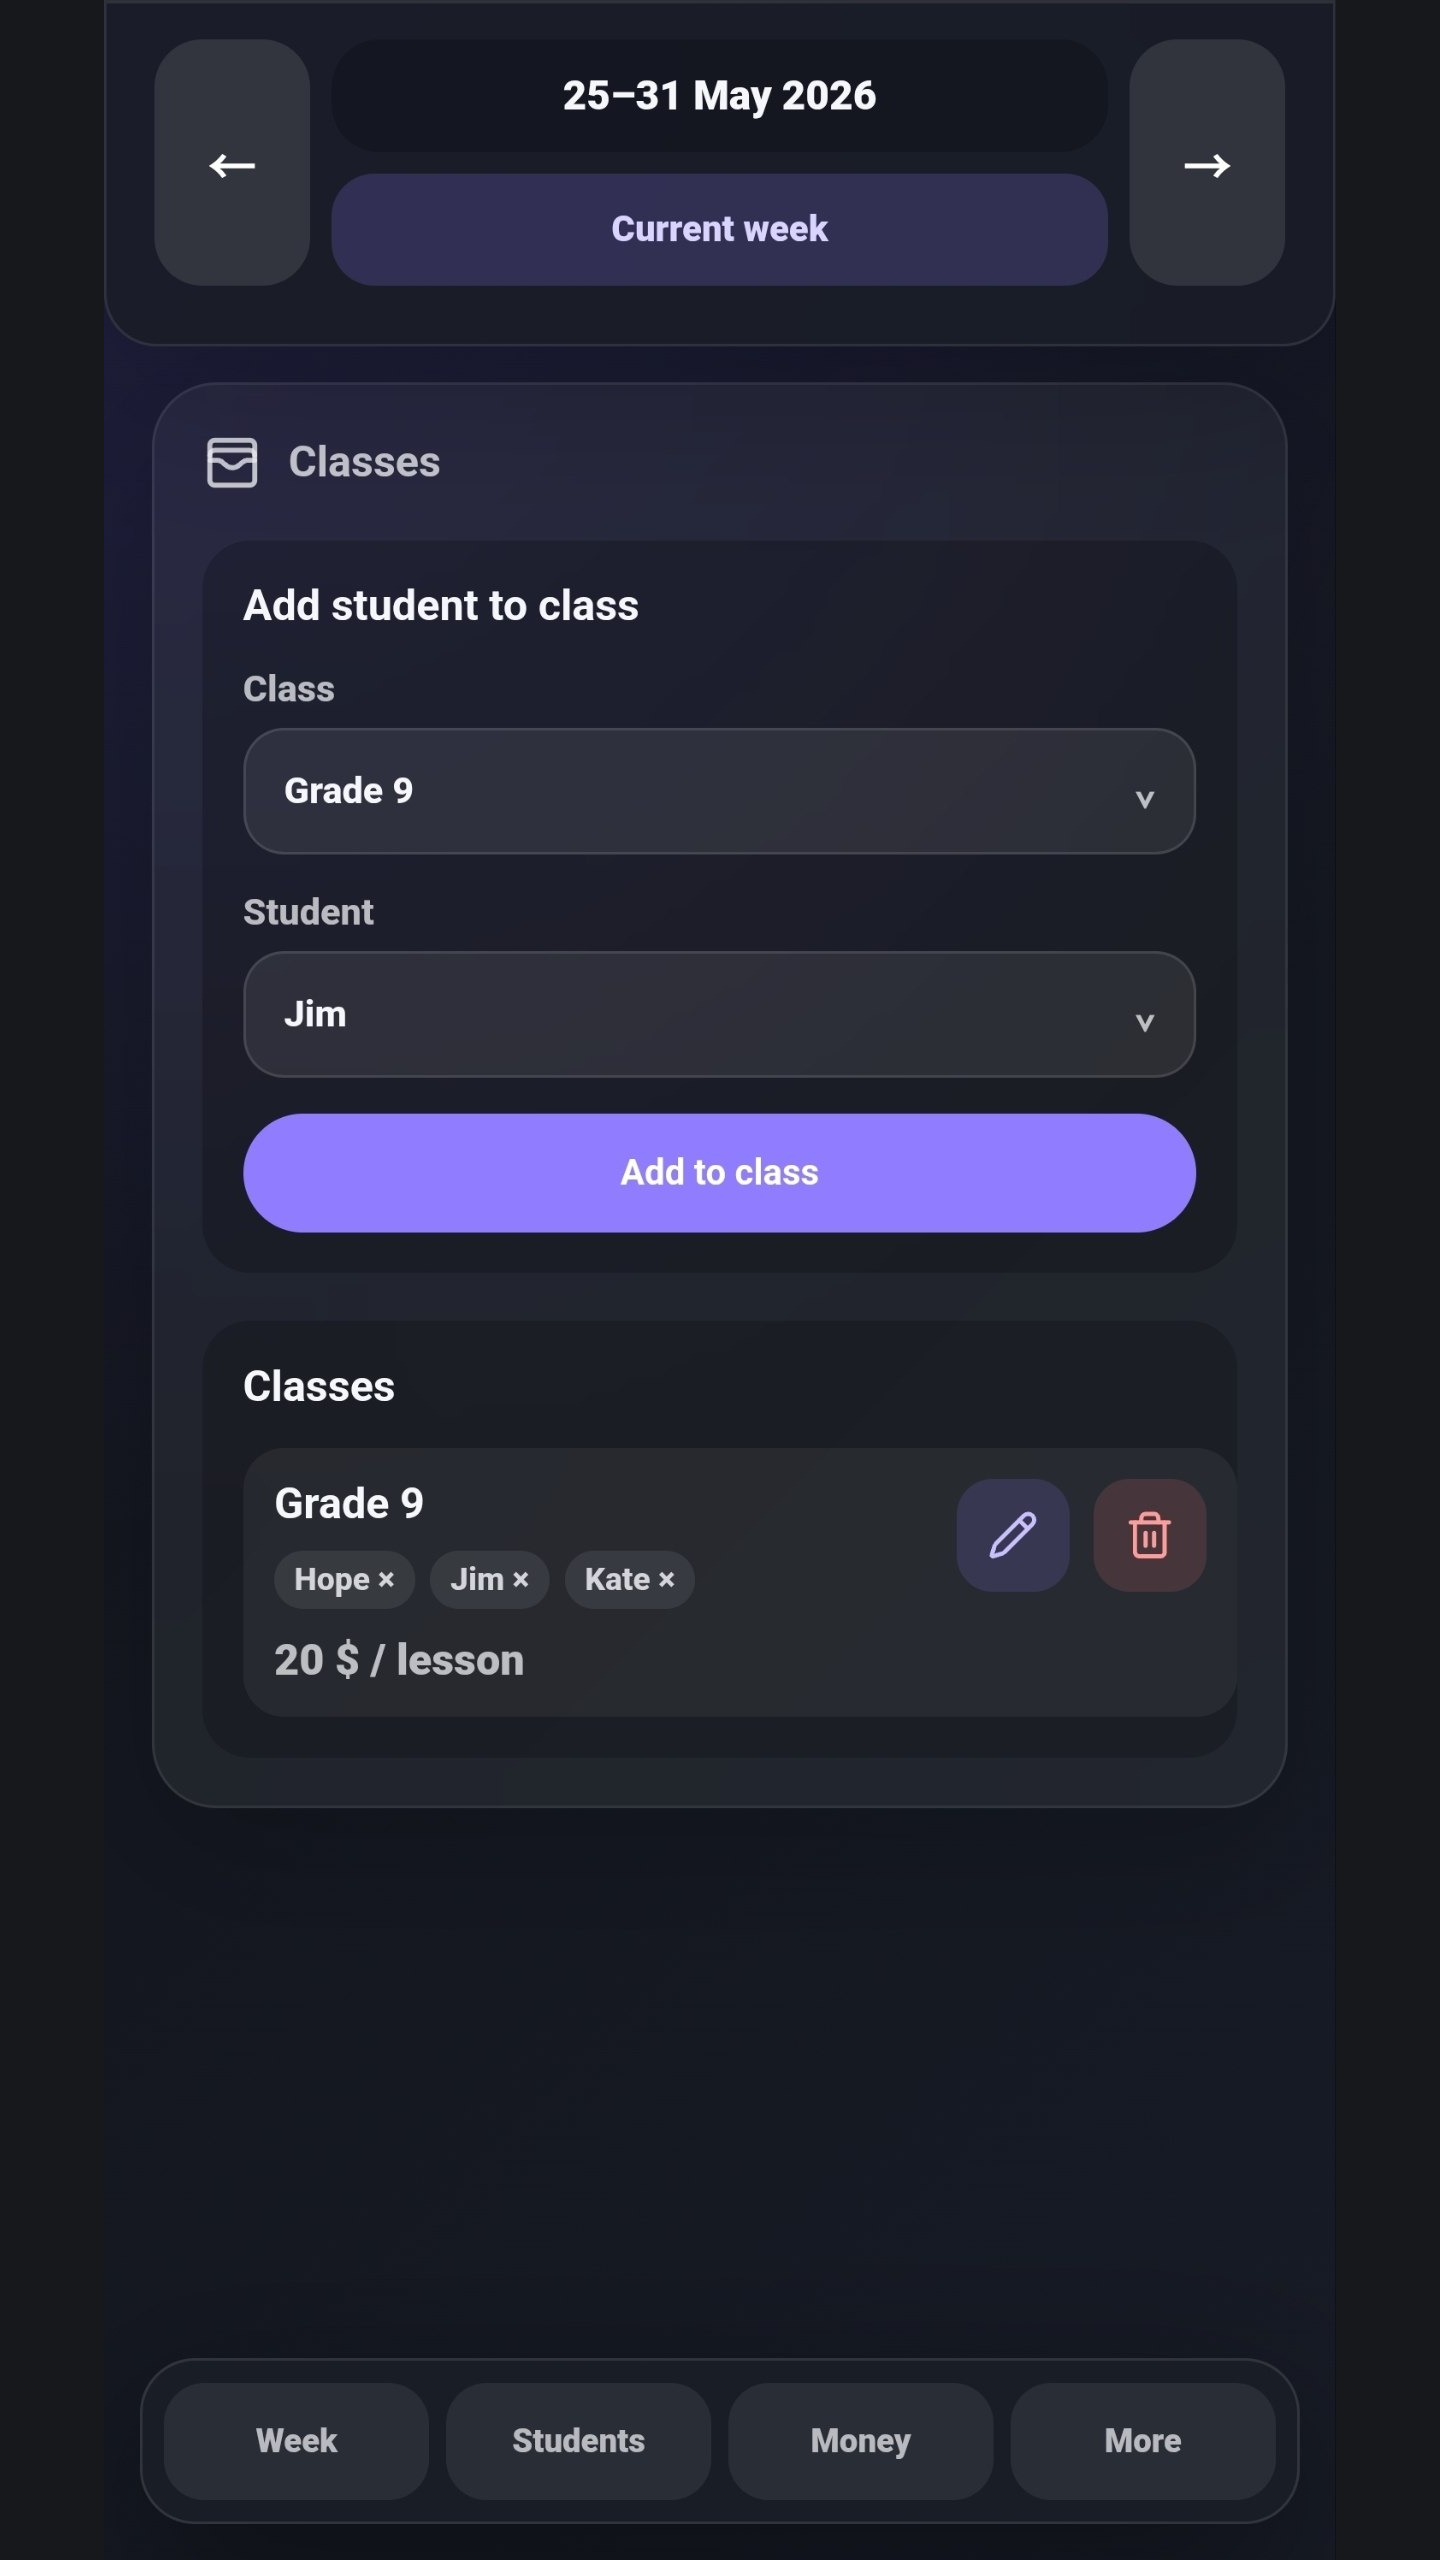 ←
25–31 May 2026
→
Current week
Classes
Add student to class
Class
Grade 9
Student
Jim
Add to class
Classes
Grade 9
Hope × Jim × Kate ×
20 $ / lesson
Week Students Money More